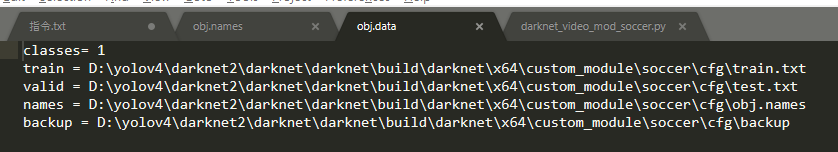 指令.txt
obj.names
obj.data
darknet_video_mod_soccer.py
classes= 1
train = D:\yolov4\darknet2\darknet\darknet\build\darknet\x64\custom_module\soccer\cfg\train.txt
valid = D:\yolov4\darknet2\darknet\darknet\build\darknet\x64\custom_module\soccer\cfg\test.txt
names = D:\yolov4\darknet2\darknet\darknet\build\darknet\x64\custom_module\soccer\cfg\obj.names
backup = D:\yolov4\darknet2\darknet\darknet\build\darknet\x64\custom_module\soccer\cfg\backup